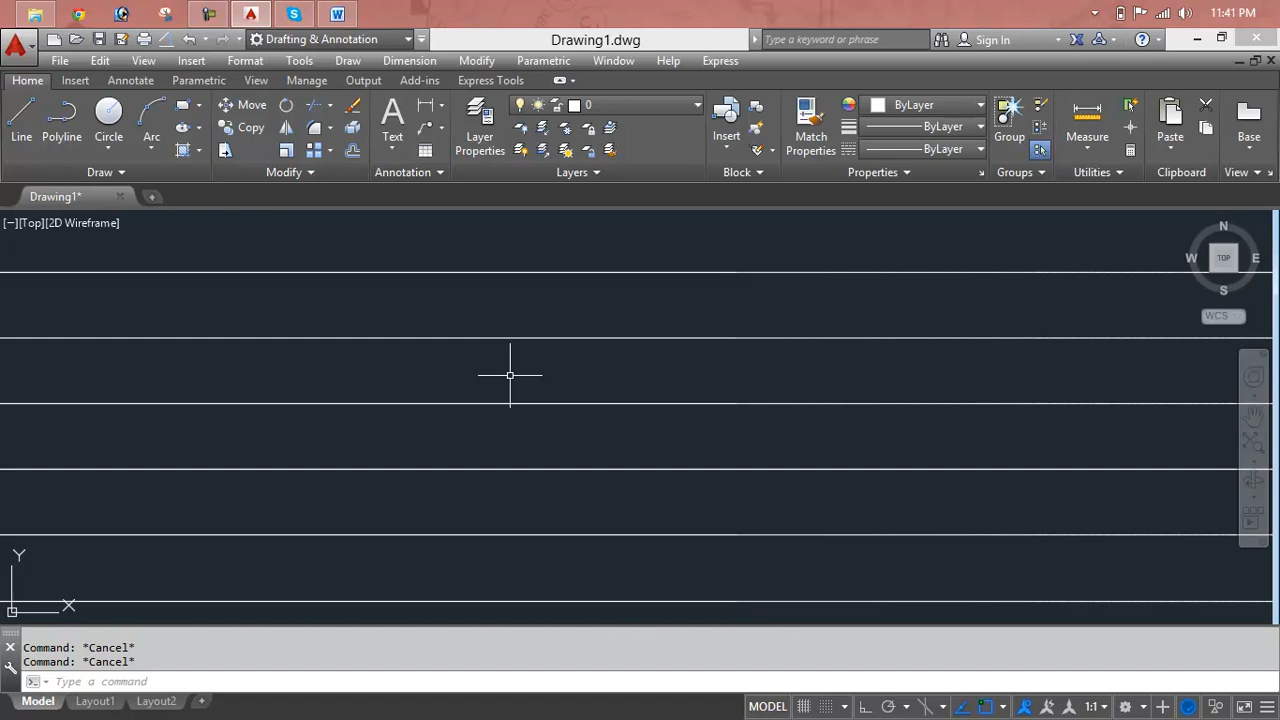 11:41 PM
Drafting & Annotation
Drawing1.dwg
Type a keyword or phrase
Sign In
File Edit View Insert Format Tools Draw Dimension Modify Parametric Window Help Express
Home Insert Annotate Parametric View Manage Output Add-ins Express Tools
Line Polyline Circle Arc
Move
Copy
Text
Layer Properties
0
Insert
Match Properties
ByLayer
ByLayer
ByLayer
Group
Measure
Paste
Base
Draw Modify Annotation Layers Block Properties Groups Utilities Clipboard View
Drawing1*
[−][Top][2D Wireframe]
N
W TOP E
S
WCS
Y
X
Command: *Cancel*
Command: *Cancel*
Type a command
Model Layout1 Layout2
MODEL 1:1